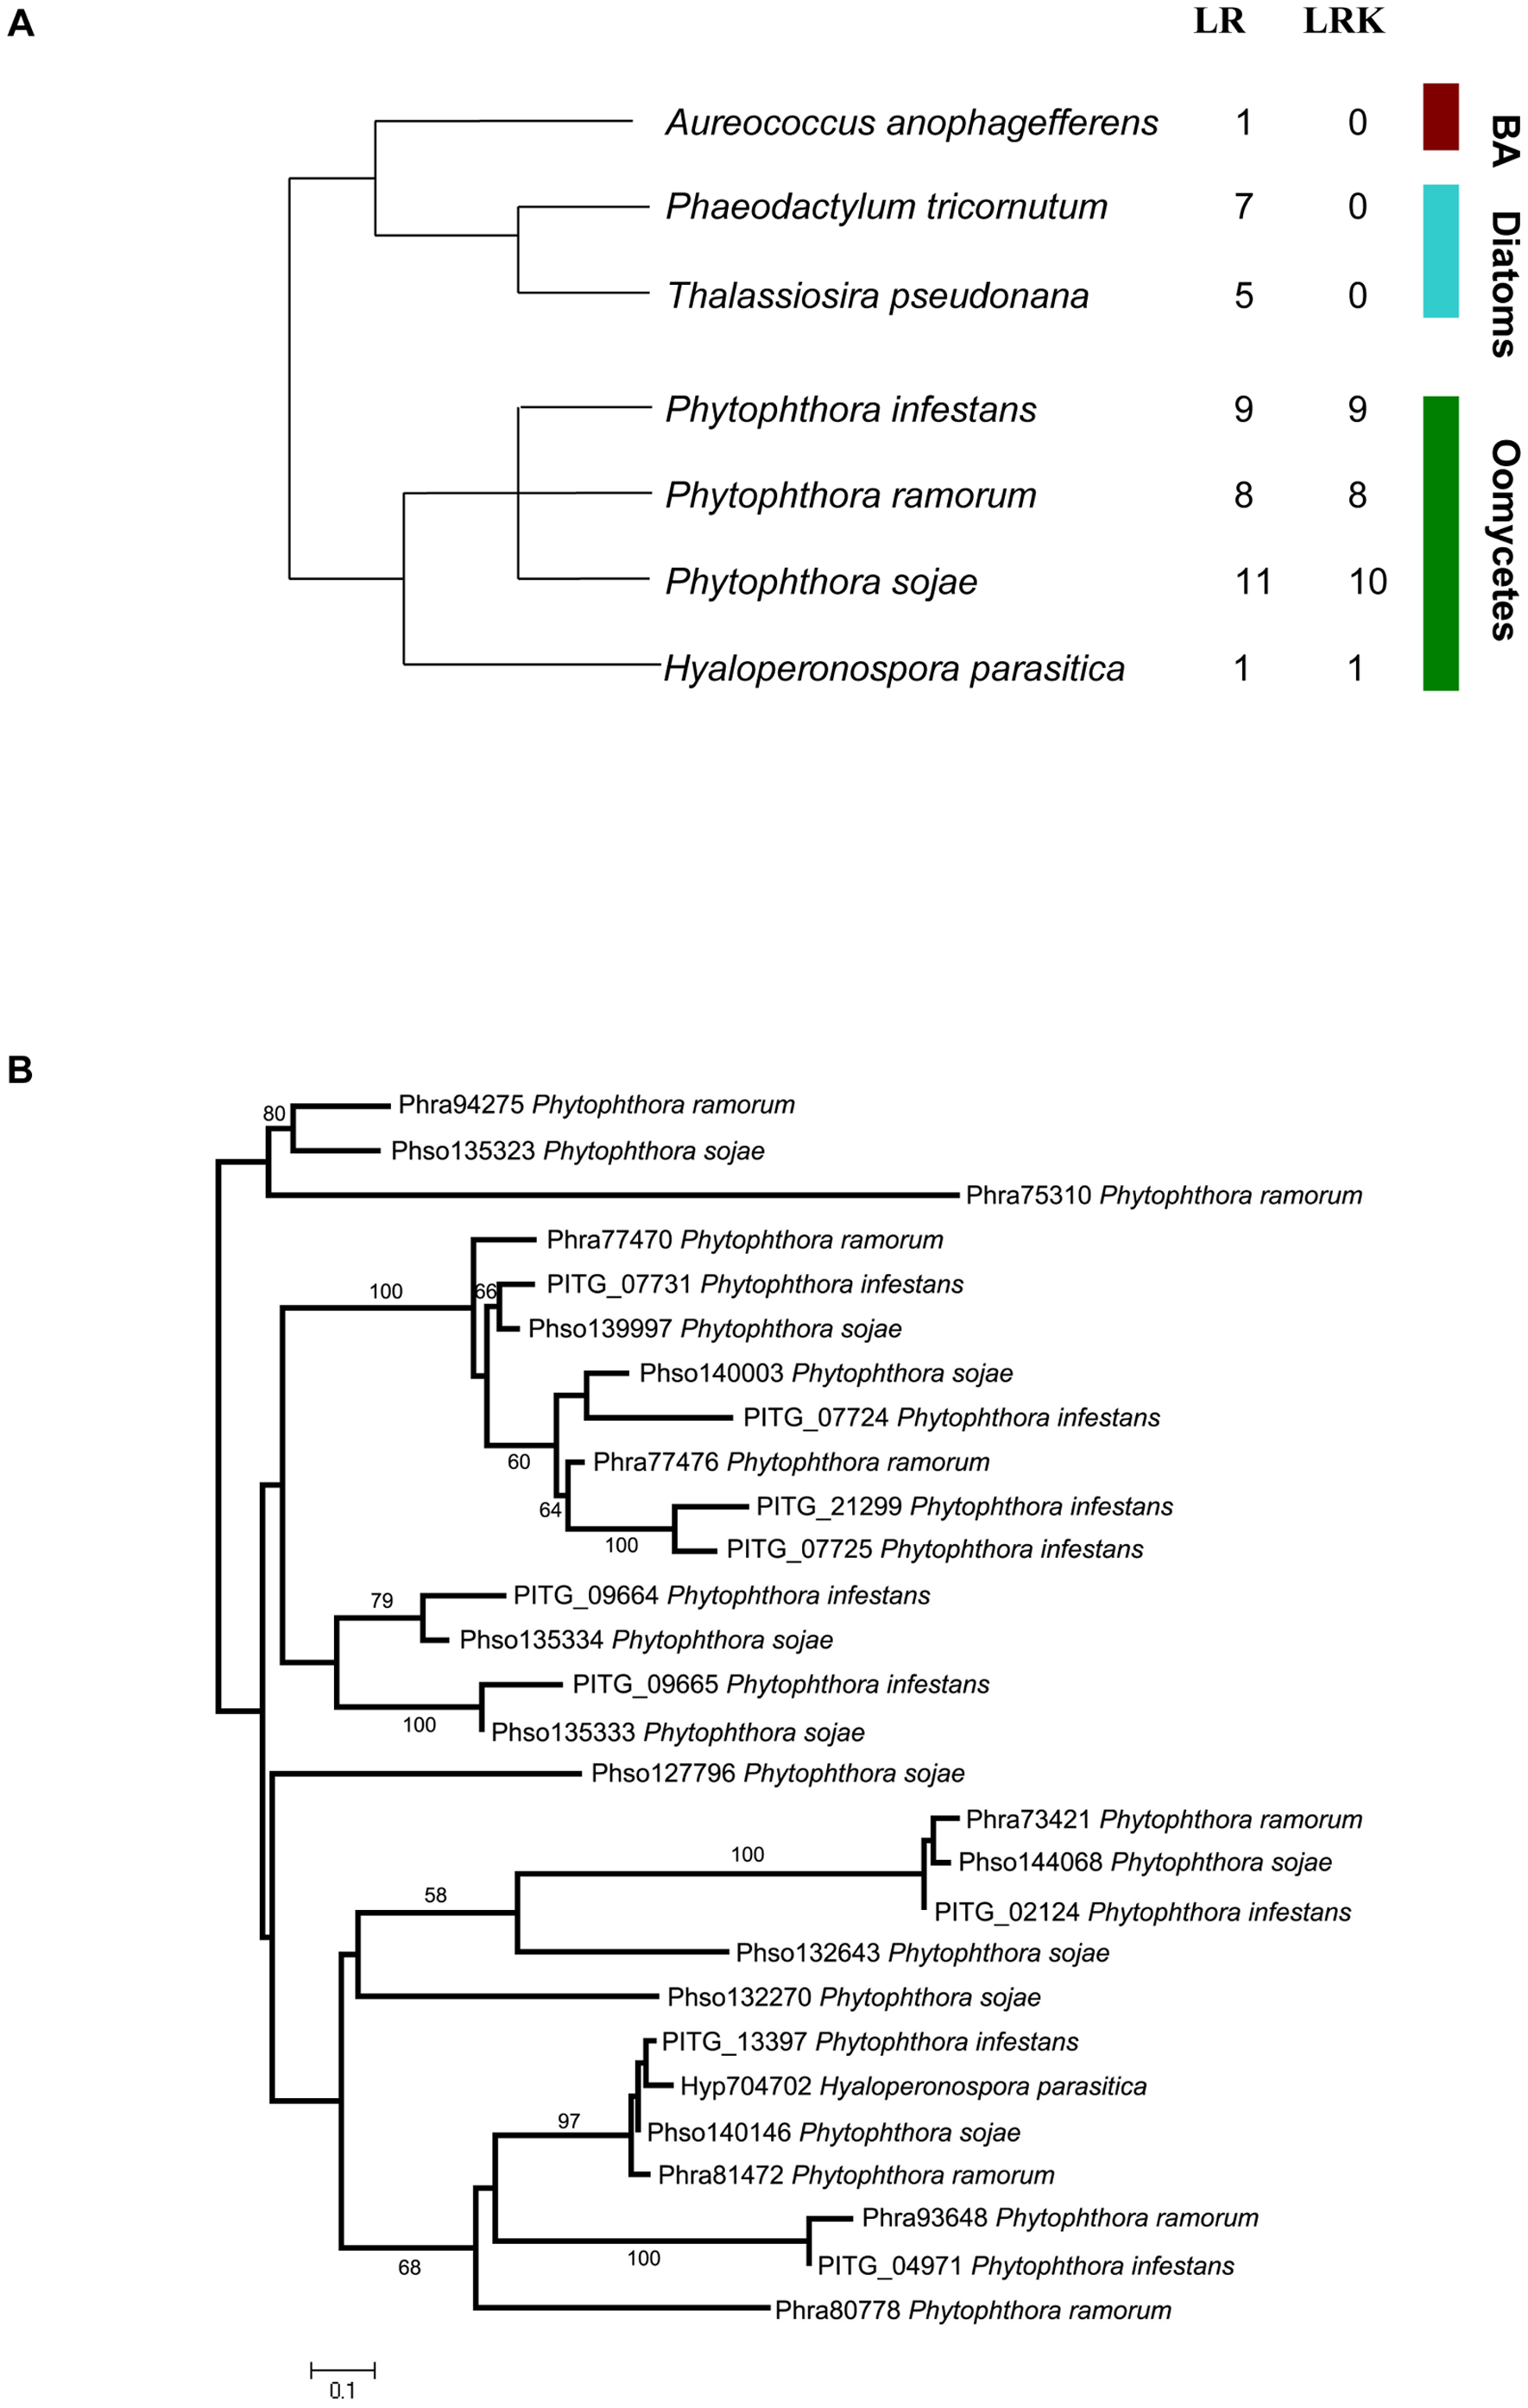 A
LR LRK
Aureococcus anophagefferens 1 0
BA
Phaeodactylum tricornutum 7 0
Diatoms
Thalassiosira pseudonana 5 0
Phytophthora infestans 9 9
Oomycetes
Phytophthora ramorum 8 8
Phytophthora sojae 11 10
Hyaloperonospora parasitica 1 1
B
80
Phra94275 Phytophthora ramorum
Phso135323 Phytophthora sojae
Phra75310 Phytophthora ramorum
Phra77470 Phytophthora ramorum
100
66
PITG_07731 Phytophthora infestans
Phso139997 Phytophthora sojae
Phso140003 Phytophthora sojae
PITG_07724 Phytophthora infestans
60
Phra77476 Phytophthora ramorum
64
PITG_21299 Phytophthora infestans
100
PITG_07725 Phytophthora infestans
79
PITG_09664 Phytophthora infestans
Phso135334 Phytophthora sojae
PITG_09665 Phytophthora infestans
100
Phso135333 Phytophthora sojae
Phso127796 Phytophthora sojae
Phra73421 Phytophthora ramorum
100
Phso144068 Phytophthora sojae
58
PITG_02124 Phytophthora infestans
Phso132643 Phytophthora sojae
Phso132270 Phytophthora sojae
PITG_13397 Phytophthora infestans
Hyp704702 Hyaloperonospora parasitica
97
Phso140146 Phytophthora sojae
Phra81472 Phytophthora ramorum
Phra93648 Phytophthora ramorum
100
PITG_04971 Phytophthora infestans
68
Phra80778 Phytophthora ramorum
0.1